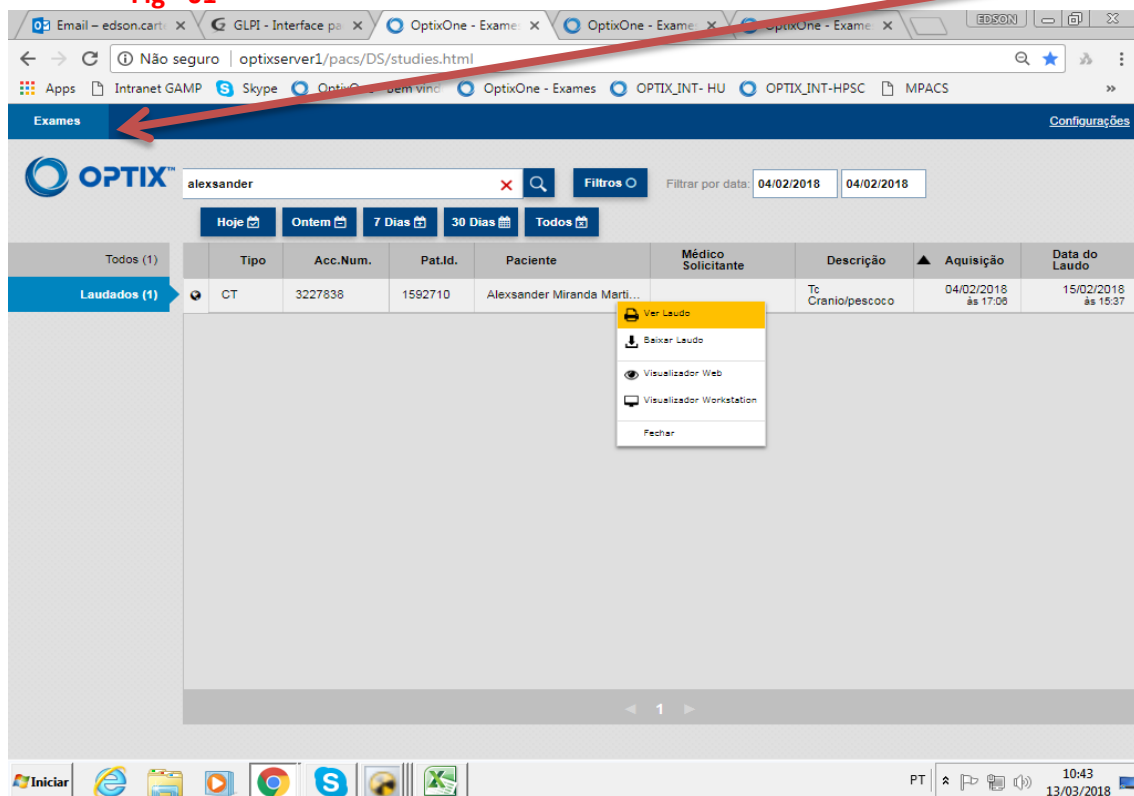 Fig - 01
Email – edson.carte
GLPI - Interface pa
OptixOne - Exame
OptixOne - Exame
OptixOne - Exame
EDSON
Não seguro | optixserver1/pacs/DS/studies.html
Apps Intranet GAMP Skype OptixOne - Bem vind OptixOne - Exames OPTIX_INT- HU OPTIX_INT-HPSC MPACS »
Exames Configurações
OPTIX™ alexsander Filtros Filtrar por data: 04/02/2018 04/02/2018
Hoje Ontem 7 Dias 30 Dias Todos
Todos (1) Tipo Acc.Num. Pat.Id. Paciente Médico Solicitante Descrição Aquisição Data do Laudo
Laudados (1) CT 3227838 1592710 Alexsander Miranda Marti... Tc Cranio/pescoco 04/02/2018 às 17:06 15/02/2018 às 15:37
Ver Laudo
Baixar Laudo
Visualizador Web
Visualizador Workstation
Fechar
1
Iniciar PT 10:43
13/03/2018